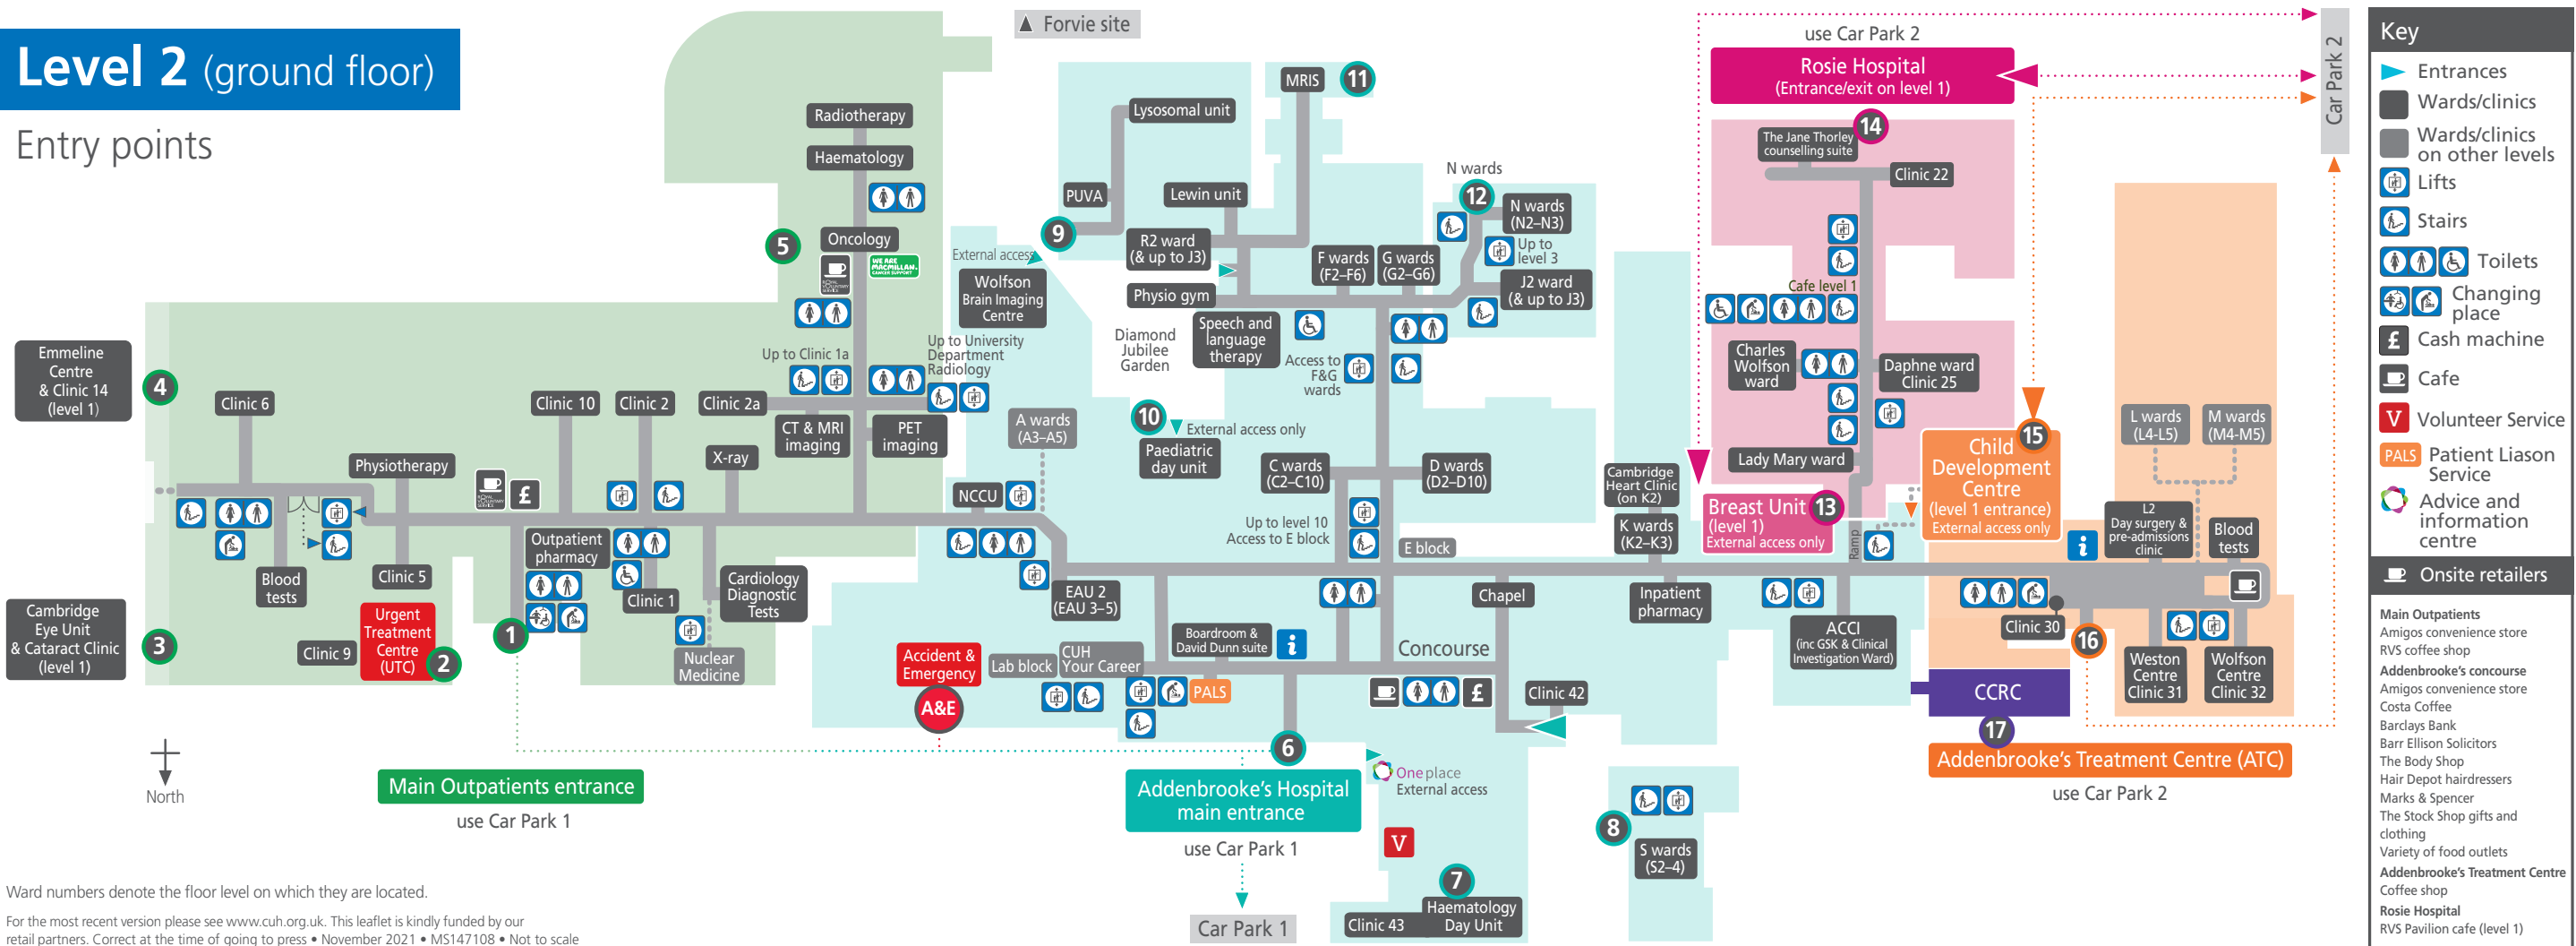 Level 2 (ground floor)
Entry points
Forvie site
Radiotherapy
Haematology
5
Oncology
WE ARE
MACMILLAN.
CANCER SUPPORT
Up to Clinic 1a
Up to University
Department
Radiology
Clinic 2a
CT & MRI
imaging
PET
imaging
Emmeline
Centre
& Clinic 14
(level 1)
4
Clinic 6
Clinic 10
Clinic 2
Physiotherapy
X-ray
£
Blood
tests
Clinic 5
Outpatient
pharmacy
Clinic 1
Cardiology
Diagnostic
Tests
Nuclear
Medicine
Cambridge
Eye Unit
& Cataract Clinic
(level 1)
3
Clinic 9
Urgent
Treatment
Centre
(UTC)
2
1
North
Main Outpatients entrance
use Car Park 1
External access
Wolfson
Brain Imaging
Centre
9
Lysosomal unit
PUVA
MRIS
11
Lewin unit
R2 ward
(& up to J3)
Physio gym
Diamond
Jubilee
Garden
Speech and
language
therapy
Access to
F&G
wards
F wards
(F2–F6)
G wards
(G2–G6)
N wards
12
N wards
(N2–N3)
Up to
level 3
J2 ward
(& up to J3)
A wards
(A3–A5)
10
External access only
Paediatric
day unit
NCCU
C wards
(C2–C10)
D wards
(D2–D10)
Up to level 10
Access to E block
E block
EAU 2
(EAU 3–5)
Accident &
Emergency
A&E
Lab block
CUH
Your Career
Boardroom &
David Dunn suite
i
PALS
Concourse
Chapel
£
Clinic 42
6
Addenbrooke's Hospital
main entrance
use Car Park 1
Car Park 1
One place
External access
V
7
Clinic 43
Haematology
Day Unit
8
S wards
(S2–4)
Cambridge
Heart Clinic
(on K2)
K wards
(K2–K3)
Inpatient
pharmacy
use Car Park 2
Rosie Hospital
(Entrance/exit on level 1)
14
The Jane Thorley
counselling suite
Clinic 22
Cafe level 1
Charles
Wolfson
ward
Daphne ward
Clinic 25
Lady Mary ward
Breast Unit
(level 1)
External access only
13
Ramp
ACCI
(inc GSK & Clinical
Investigation Ward)
Child
Development
Centre
(level 1 entrance)
External access only
15
L wards
(L4-L5)
M wards
(M4-M5)
i
L2
Day surgery &
pre-admissions
clinic
Blood
tests
Clinic 30
16
Weston
Centre
Clinic 31
Wolfson
Centre
Clinic 32
CCRC
17
Addenbrooke's Treatment Centre (ATC)
use Car Park 2
Car Park 2
Key
Entrances
Wards/clinics
Wards/clinics
on other levels
Lifts
Stairs
Toilets
Changing
place
£ Cash machine
Cafe
V Volunteer Service
PALS Patient Liason
Service
Advice and
information
centre
Onsite retailers
Main Outpatients
Amigos convenience store
RVS coffee shop
Addenbrooke's concourse
Amigos convenience store
Costa Coffee
Barclays Bank
Barr Ellison Solicitors
The Body Shop
Hair Depot hairdressers
Marks & Spencer
The Stock Shop gifts and
clothing
Variety of food outlets
Addenbrooke's Treatment Centre
Coffee shop
Rosie Hospital
RVS Pavilion cafe (level 1)
Ward numbers denote the floor level on which they are located.
For the most recent version please see www.cuh.org.uk. This leaflet is kindly funded by our
retail partners. Correct at the time of going to press • November 2021 • MS147108 • Not to scale